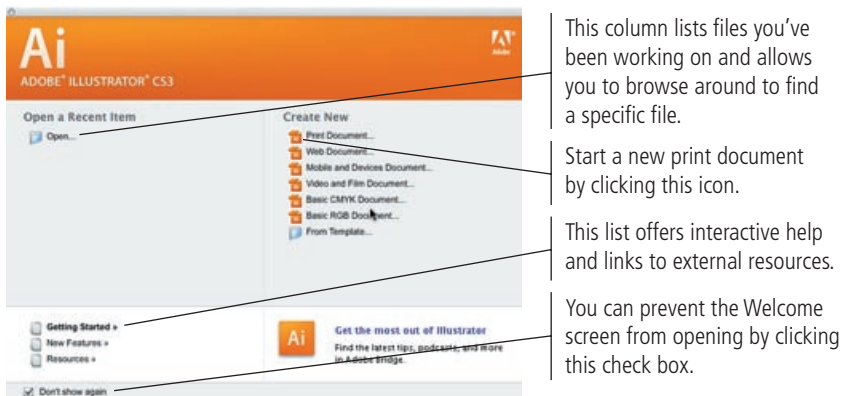 Ai
Adobe
ADOBE® ILLUSTRATOR® CS3
Open a Recent Item
Open...
Create New
Print Document...
Web Document...
Mobile and Devices Document...
Video and Film Document...
Basic CMYK Document...
Basic RGB Document...
From Template...
Getting Started »
New Features »
Resources »
Ai
Get the most out of Illustrator
Find the latest tips, podcasts, and more
in Adobe Bridge.
Don't show again
This column lists files you’ve
been working on and allows
you to browse around to find
a specific file.
Start a new print document
by clicking this icon.
This list offers interactive help
and links to external resources.
You can prevent the Welcome
screen from opening by clicking
this check box.